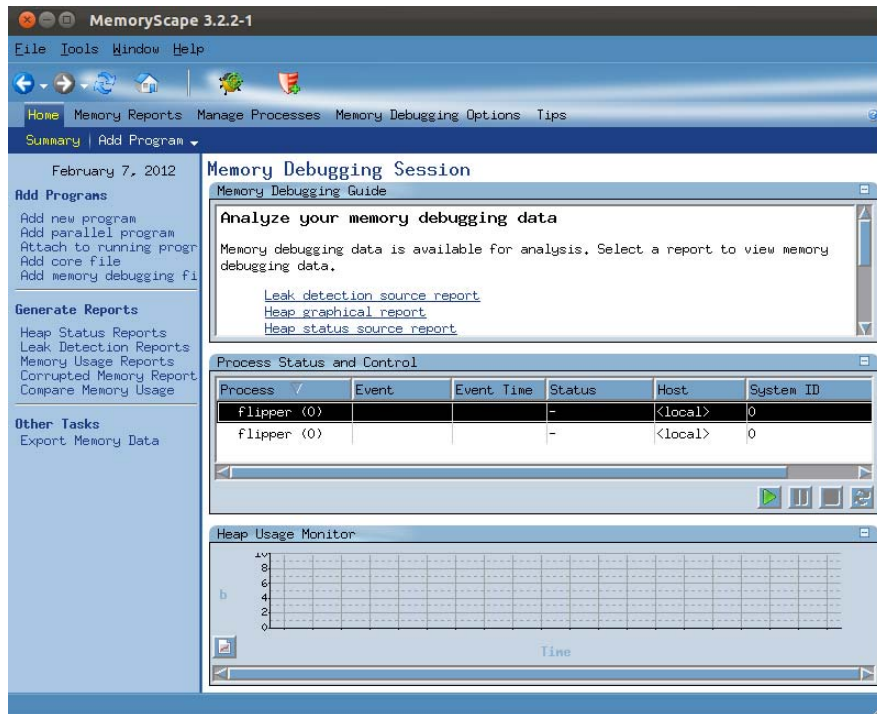 MemoryScape 3.2.2-1
File Tools Window Help
Home Memory Reports Manage Processes Memory Debugging Options Tips
Summary | Add Program
February 7, 2012
Add Programs
Add new program
Add parallel program
Attach to running progr
Add core file
Add memory debugging fi
Generate Reports
Heap Status Reports
Leak Detection Reports
Memory Usage Reports
Corrupted Memory Report
Compare Memory Usage
Other Tasks
Export Memory Data
Memory Debugging Session
Memory Debugging Guide
Analyze your memory debugging data
Memory debugging data is available for analysis. Select a report to view memory
debugging data.
Leak detection source report
Heap graphical report
Heap status source report
Process Status and Control
Process Event Event Time Status Host System ID
flipper (0) - <local> 0
flipper (0) - <local> 0
Heap Usage Monitor
10
8
6
b
4
2
0
Time